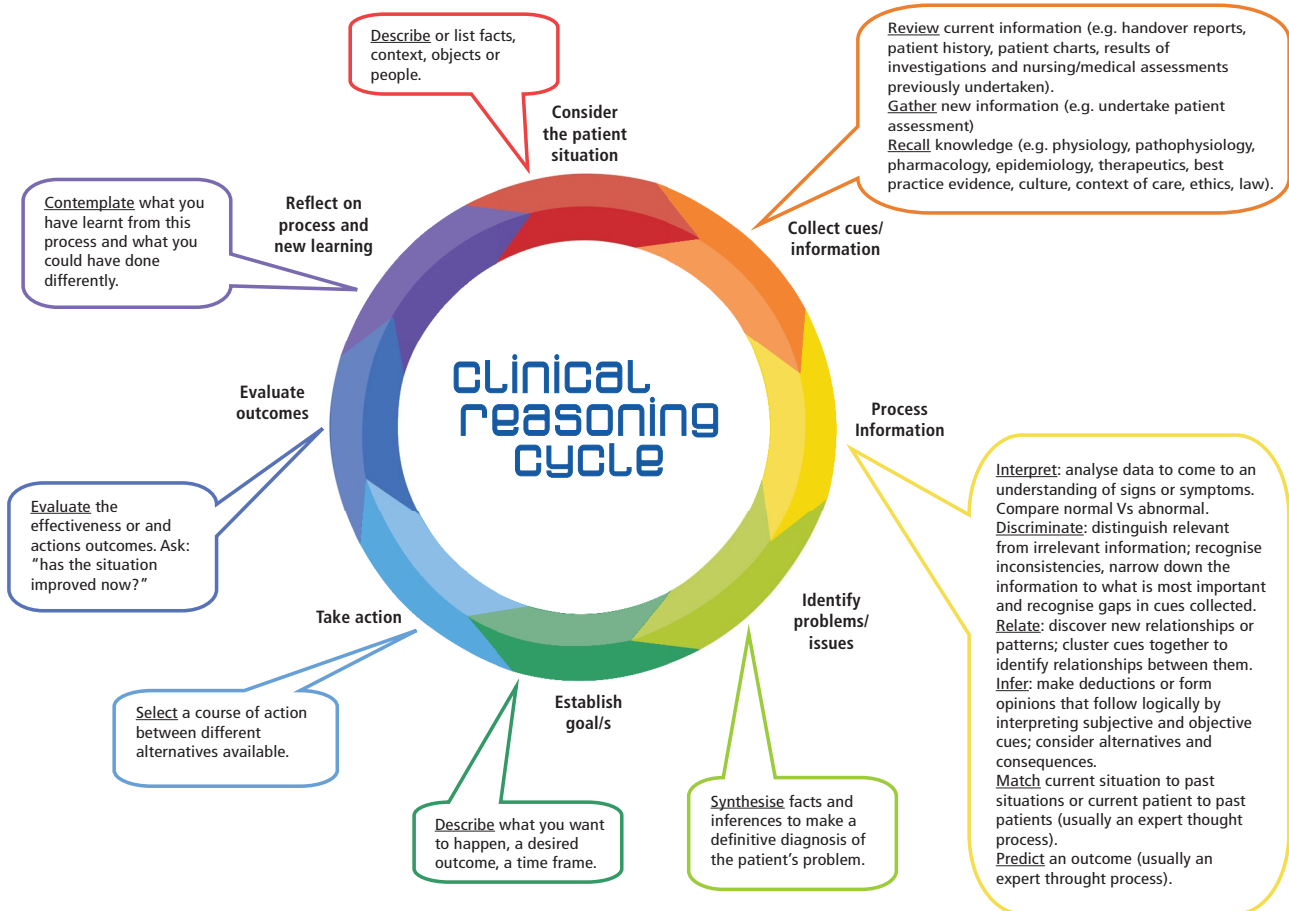 Describe or list facts,
context, objects or
people.
Consider
the patient
situation
Review current information (e.g. handover reports,
patient history, patient charts, results of
investigations and nursing/medical assessments
previously undertaken).
Gather new information (e.g. undertake patient
assessment)
Recall knowledge (e.g. physiology, pathophysiology,
pharmacology, epidemiology, therapeutics, best
practice evidence, culture, context of care, ethics, law).
Collect cues/
information
Process
Information
Interpret: analyse data to come to an
understanding of signs or symptoms.
Compare normal Vs abnormal.
Discriminate: distinguish relevant
from irrelevant information; recognise
inconsistencies, narrow down the
information to what is most important
and recognise gaps in cues collected.
Relate: discover new relationships or
patterns; cluster cues together to
identify relationships between them.
Infer: make deductions or form
opinions that follow logically by
interpreting subjective and objective
cues; consider alternatives and
consequences.
Match current situation to past
situations or current patient to past
patients (usually an expert thought
process).
Predict an outcome (usually an
expert throught process).
Identify
problems/
issues
Synthesise facts and
inferences to make a
definitive diagnosis of
the patient's problem.
Establish
goal/s
Describe what you want
to happen, a desired
outcome, a time frame.
Take action
Select a course of action
between different
alternatives available.
Evaluate
outcomes
Evaluate the
effectiveness or and
actions outcomes. Ask:
"has the situation
improved now?"
Reflect on
process and
new learning
Contemplate what you
have learnt from this
process and what you
could have done
differently.
clinical
reasoning
cycle